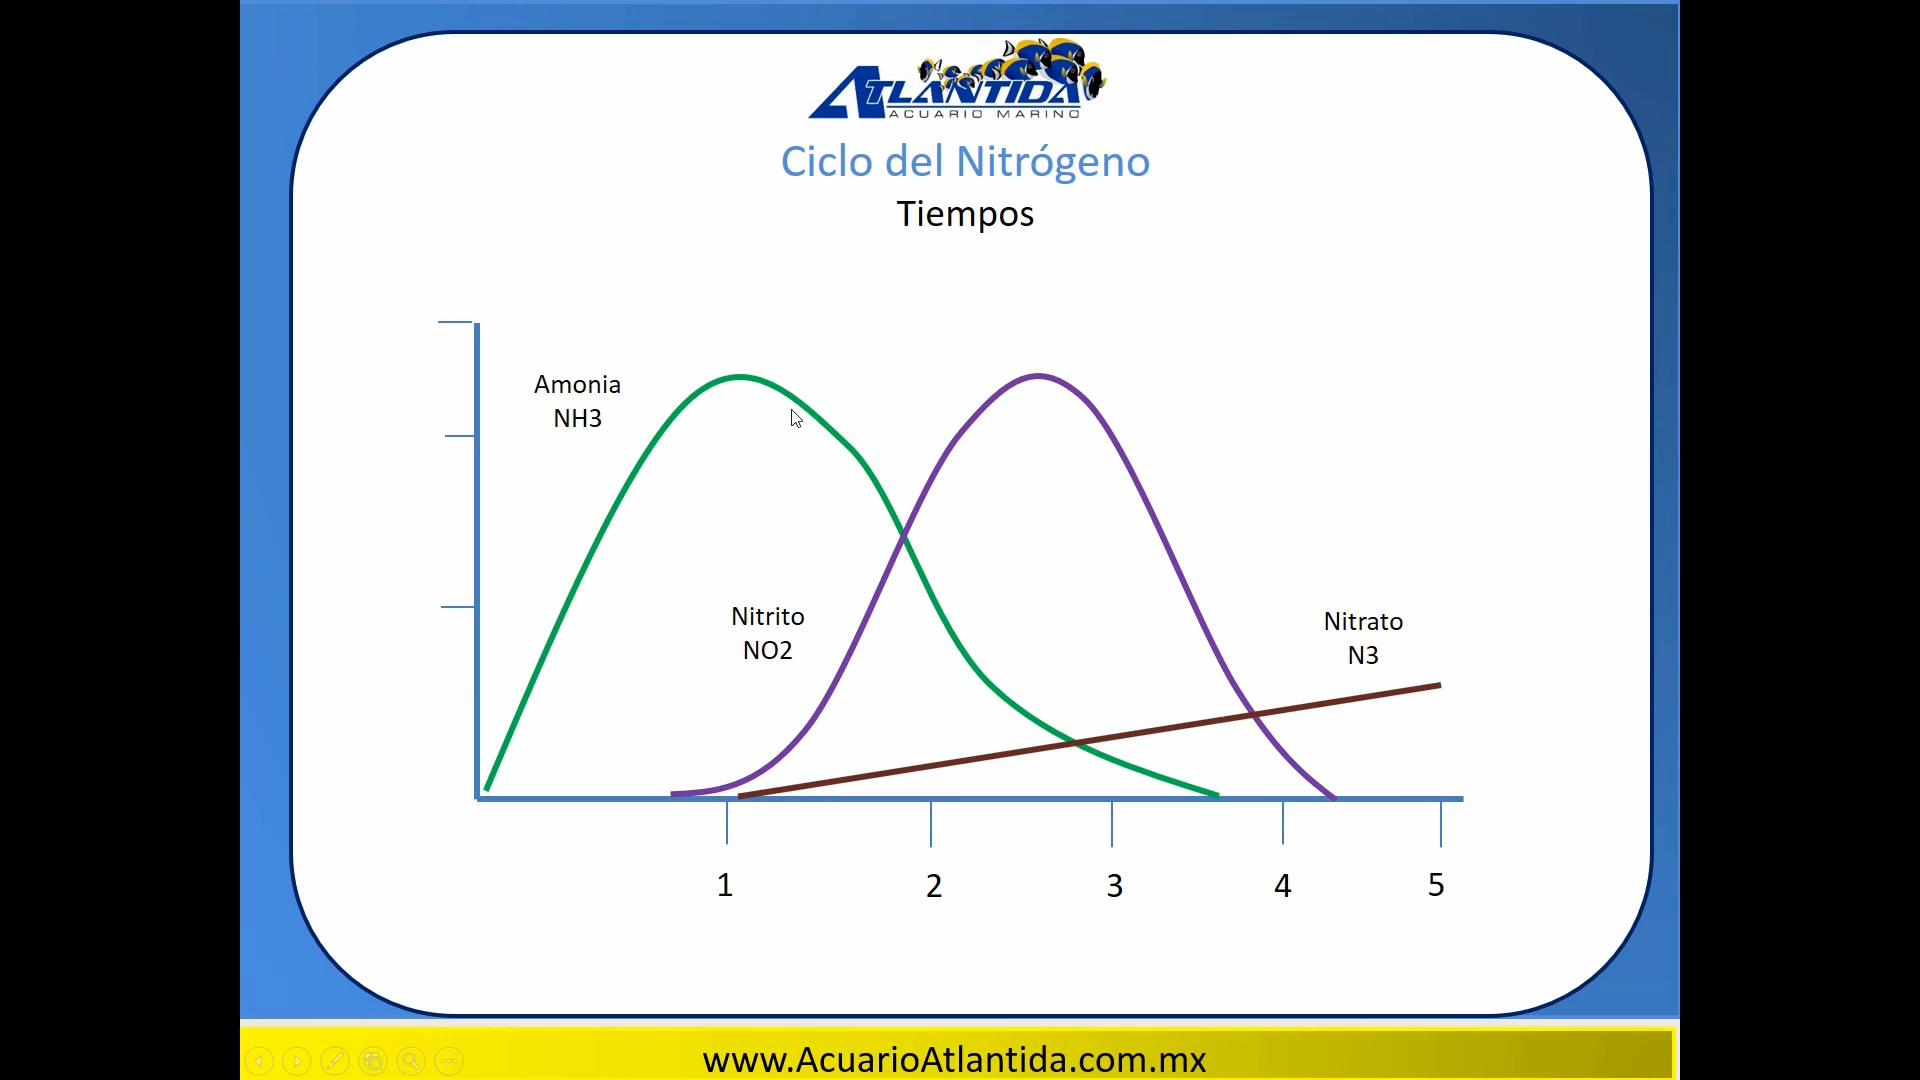 ATLANTIDA
ACUARIO MARINO
Ciclo del Nitrógeno
Tiempos
Amonia
NH3
Nitrito
NO2
Nitrato
N3
1
2
3
4
5
www.AcuarioAtlantida.com.mx